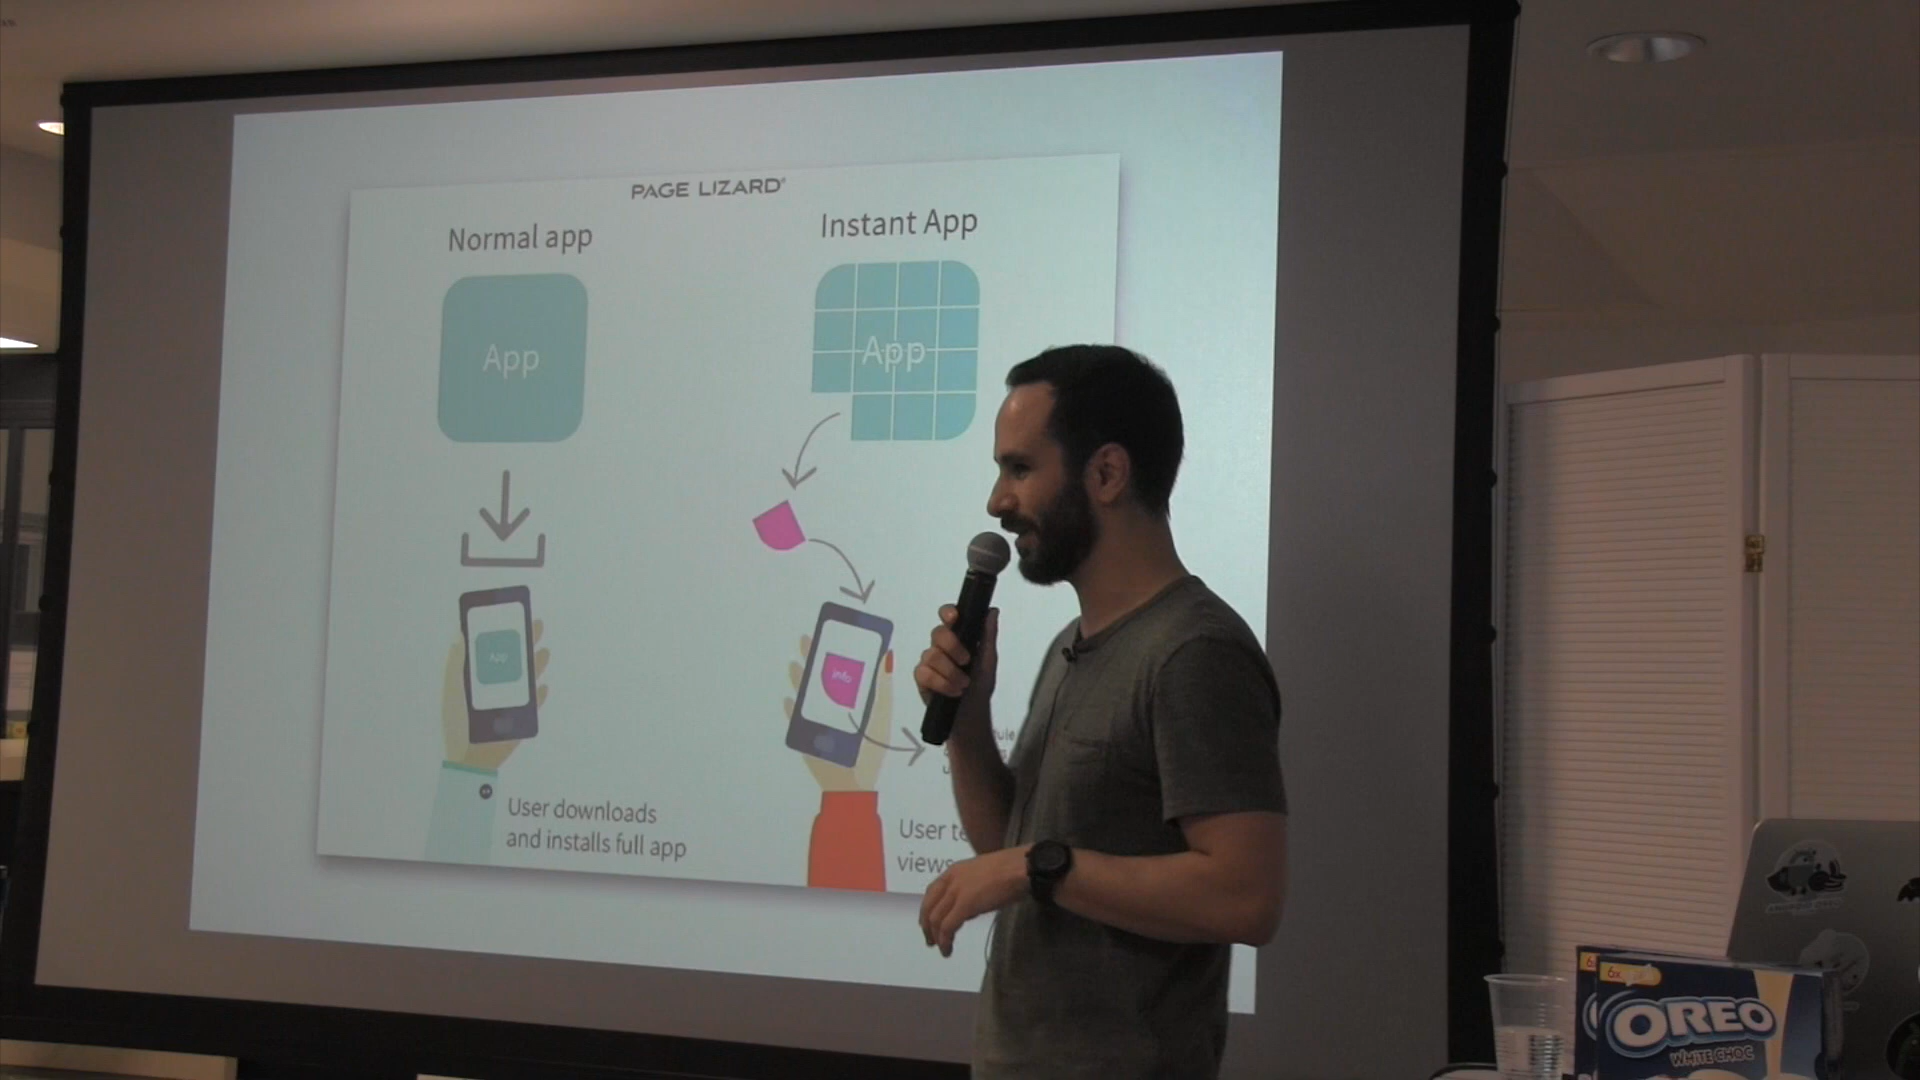 PAGE LIZARD
Normal app
Instant App
App
App
App
info
User downloads
and installs full app
User
views
6x
OREO
WHITE CHOC